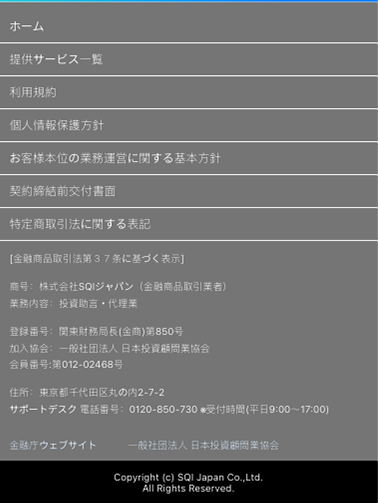 ホーム
提供サービス一覧
利用規約
個人情報保護方針
お客様本位の業務運営に関する基本方針
契約締結前交付書面
特定商取引法に関する表記
[金融商品取引法第３７条に基づく表示]
商号：株式会社SQIジャパン（金融商品取引業者）
業務内容：投資助言・代理業
登録番号：関東財務局長(金商)第850号
加入協会：一般社団法人 日本投資顧問業協会
会員番号:第012-02468号
住所：東京都千代田区丸の内2-7-2
サポートデスク 電話番号：0120-850-730 ※受付時間(平日9:00～17:00)
金融庁ウェブサイト 一般社団法人 日本投資顧問業協会
Copyright (c) SQI Japan Co.,Ltd.
All Rights Reserved.